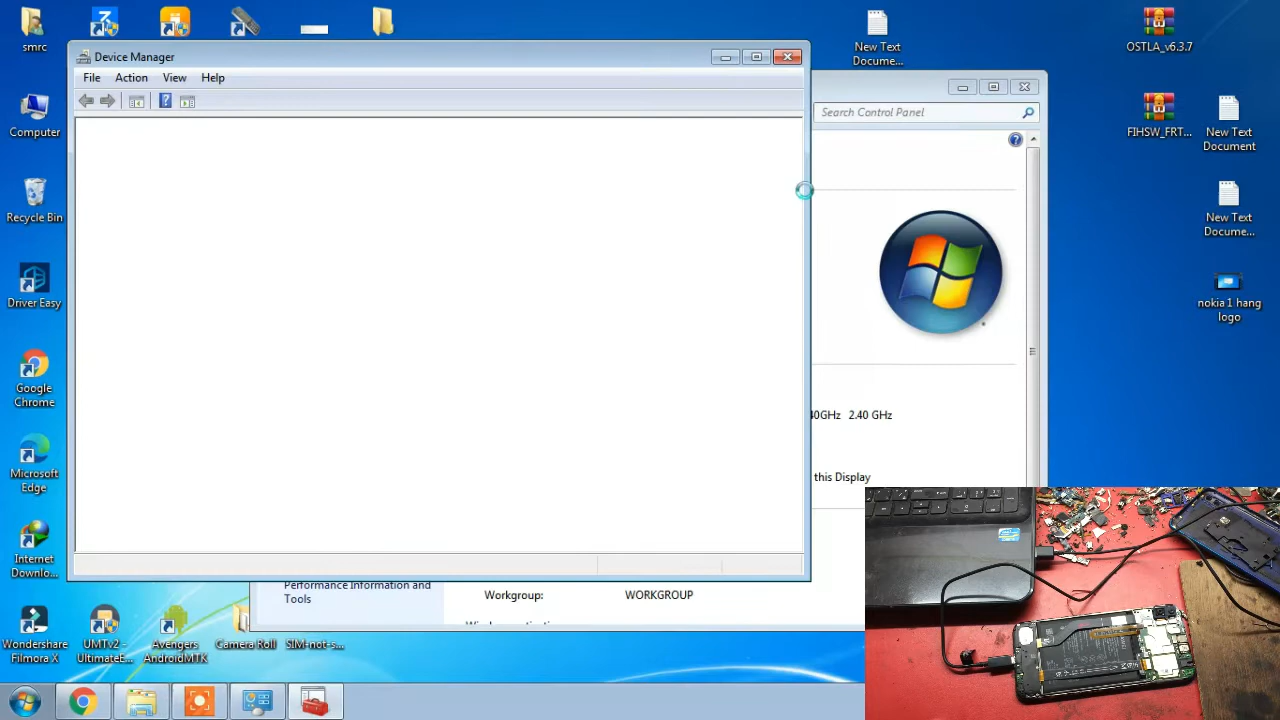 smrc
Computer
Recycle Bin
Driver Easy
Google
Chrome
Microsoft
Edge
Internet
Downlo...
Wondershare
Filmora X
UMTv2 -
UltimateE...
Avengers
AndroidMTK
Camera Roll
SIM-not-s...
Device Manager
File
Action
View
Help
Search Control Panel
40GHz 2.40 GHz
this Display
Performance Information and
Tools
Workgroup:
WORKGROUP
New Text
Docume...
OSTLA_v6.3.7
FIHSW_FRT...
New Text
Document
New Text
Docume...
nokia 1 hang
logo